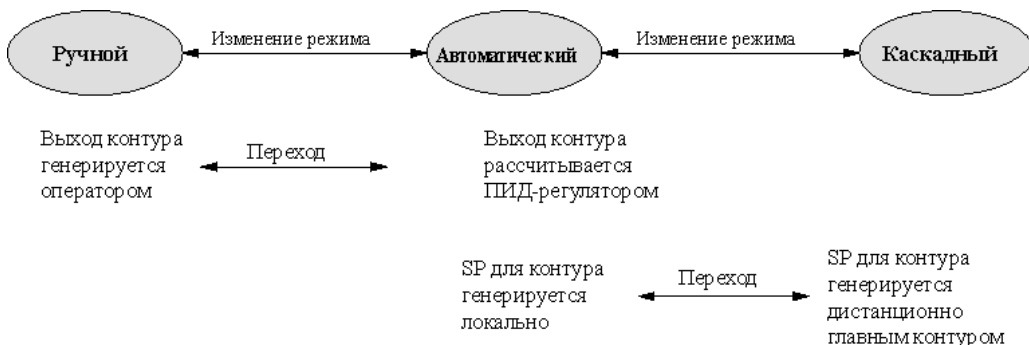 Ручной
Изменение режима
Автоматический
Изменение режима
Каскадный
Выход контура
генерируется
оператором
Переход
Выход контура
рассчитывается
ПИД-регулятором
SP для контура
генерируется
локально
Переход
SP для контура
генерируется
дистанционно
главным контуром